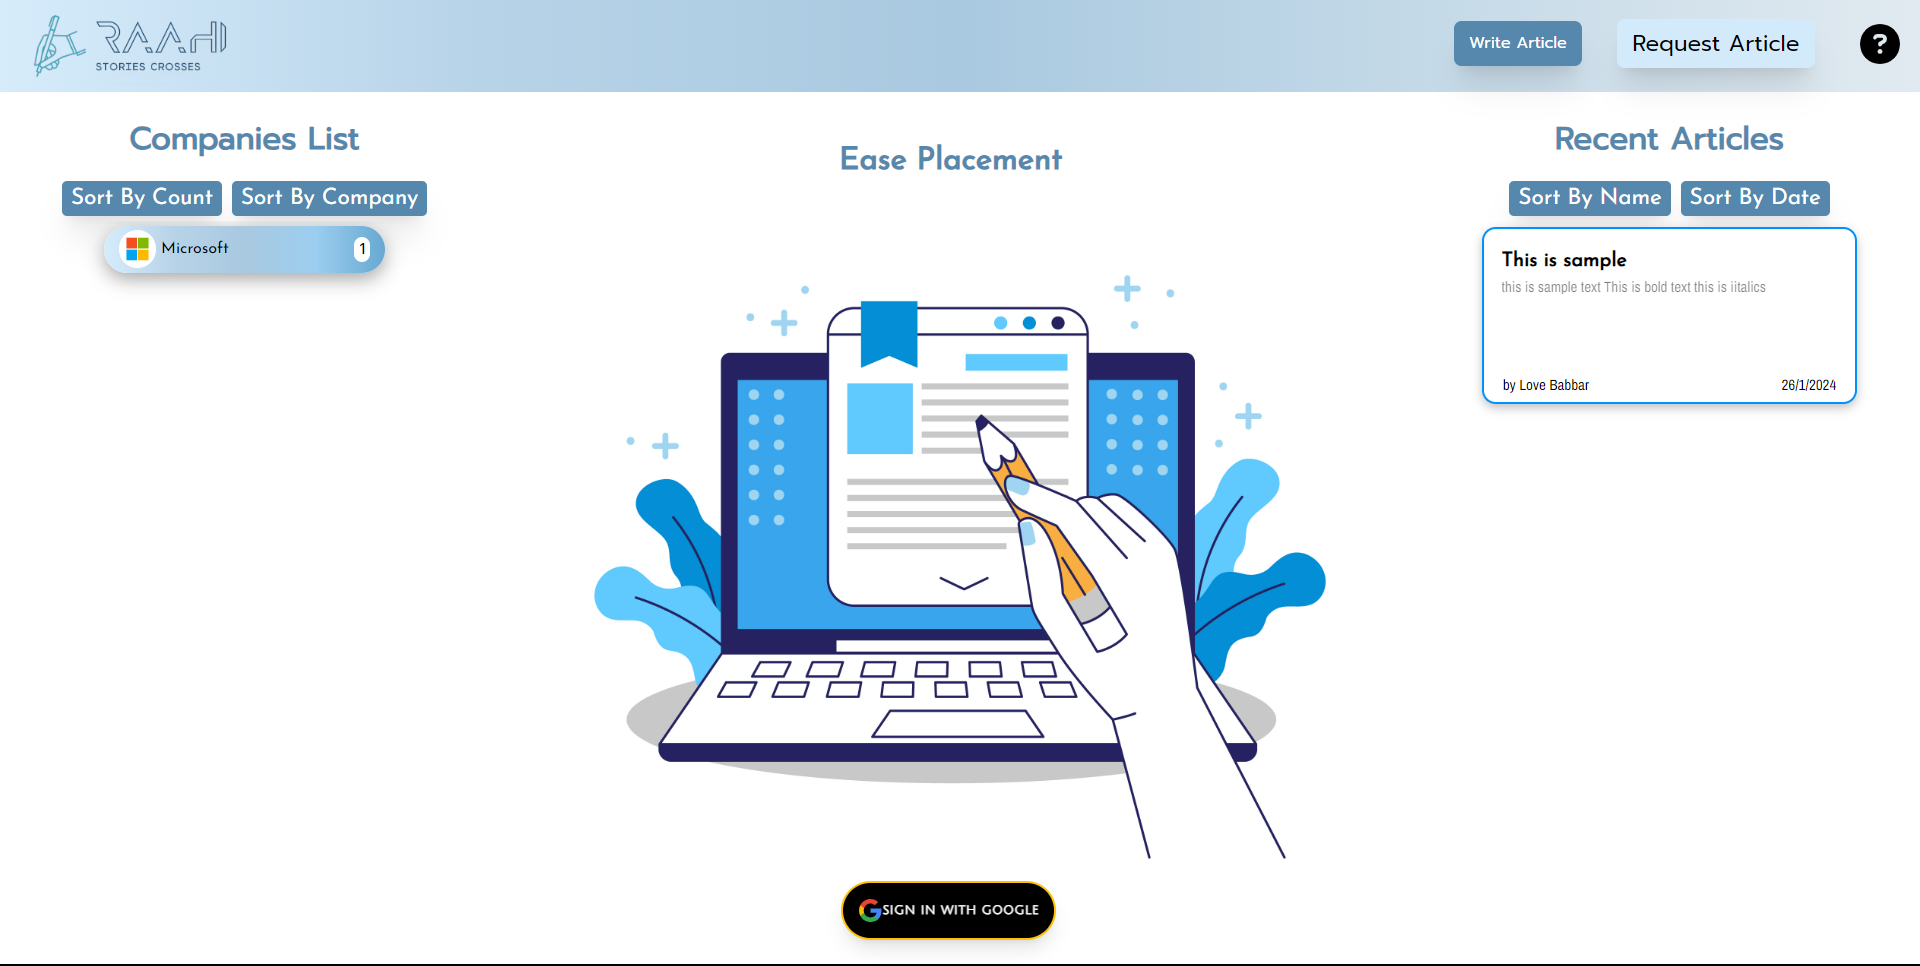 RAAHI
STORIES CROSSES
Write Article
Request Article
?
Companies List
Sort By Count
Sort By Company
Microsoft
1
Ease Placement
SIGN IN WITH GOOGLE
Recent Articles
Sort By Name
Sort By Date
This is sample
this is sample text This is bold text this is iitalics
by Love Babbar
26/1/2024